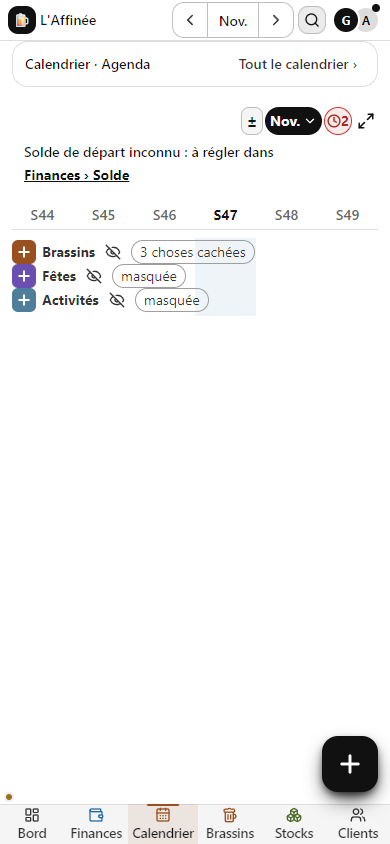 L'Affinée
Nov.
G
A
Calendrier · Agenda
Tout le calendrier ›
±
Nov.
2
Solde de départ inconnu : à régler dans
Finances › Solde
S44 S45 S46 S47 S48 S49
Brassins 3 choses cachées
Fêtes masquée
Activités masquée
Bord Finances Calendrier Brassins Stocks Clients